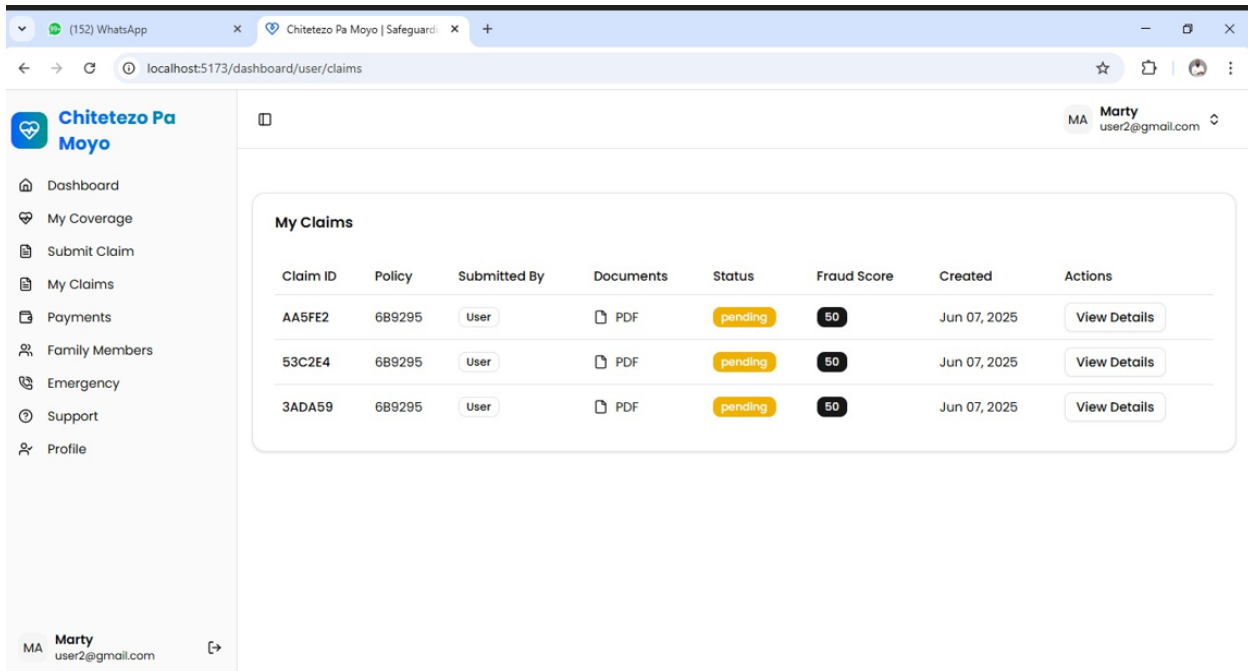 (152) WhatsApp
Chitetezo Pa Moyo | Safeguardi
localhost:5173/dashboard/user/claims
Chitetezo Pa
Moyo
Dashboard
My Coverage
Submit Claim
My Claims
Payments
Family Members
Emergency
Support
Profile
MA
Marty
user2@gmail.com
MA
Marty
user2@gmail.com
My Claims
Claim ID Policy Submitted By Documents Status Fraud Score Created Actions
AA5FE2 6B9295 User PDF pending 50 Jun 07, 2025 View Details
53C2E4 6B9295 User PDF pending 50 Jun 07, 2025 View Details
3ADA59 6B9295 User PDF pending 50 Jun 07, 2025 View Details